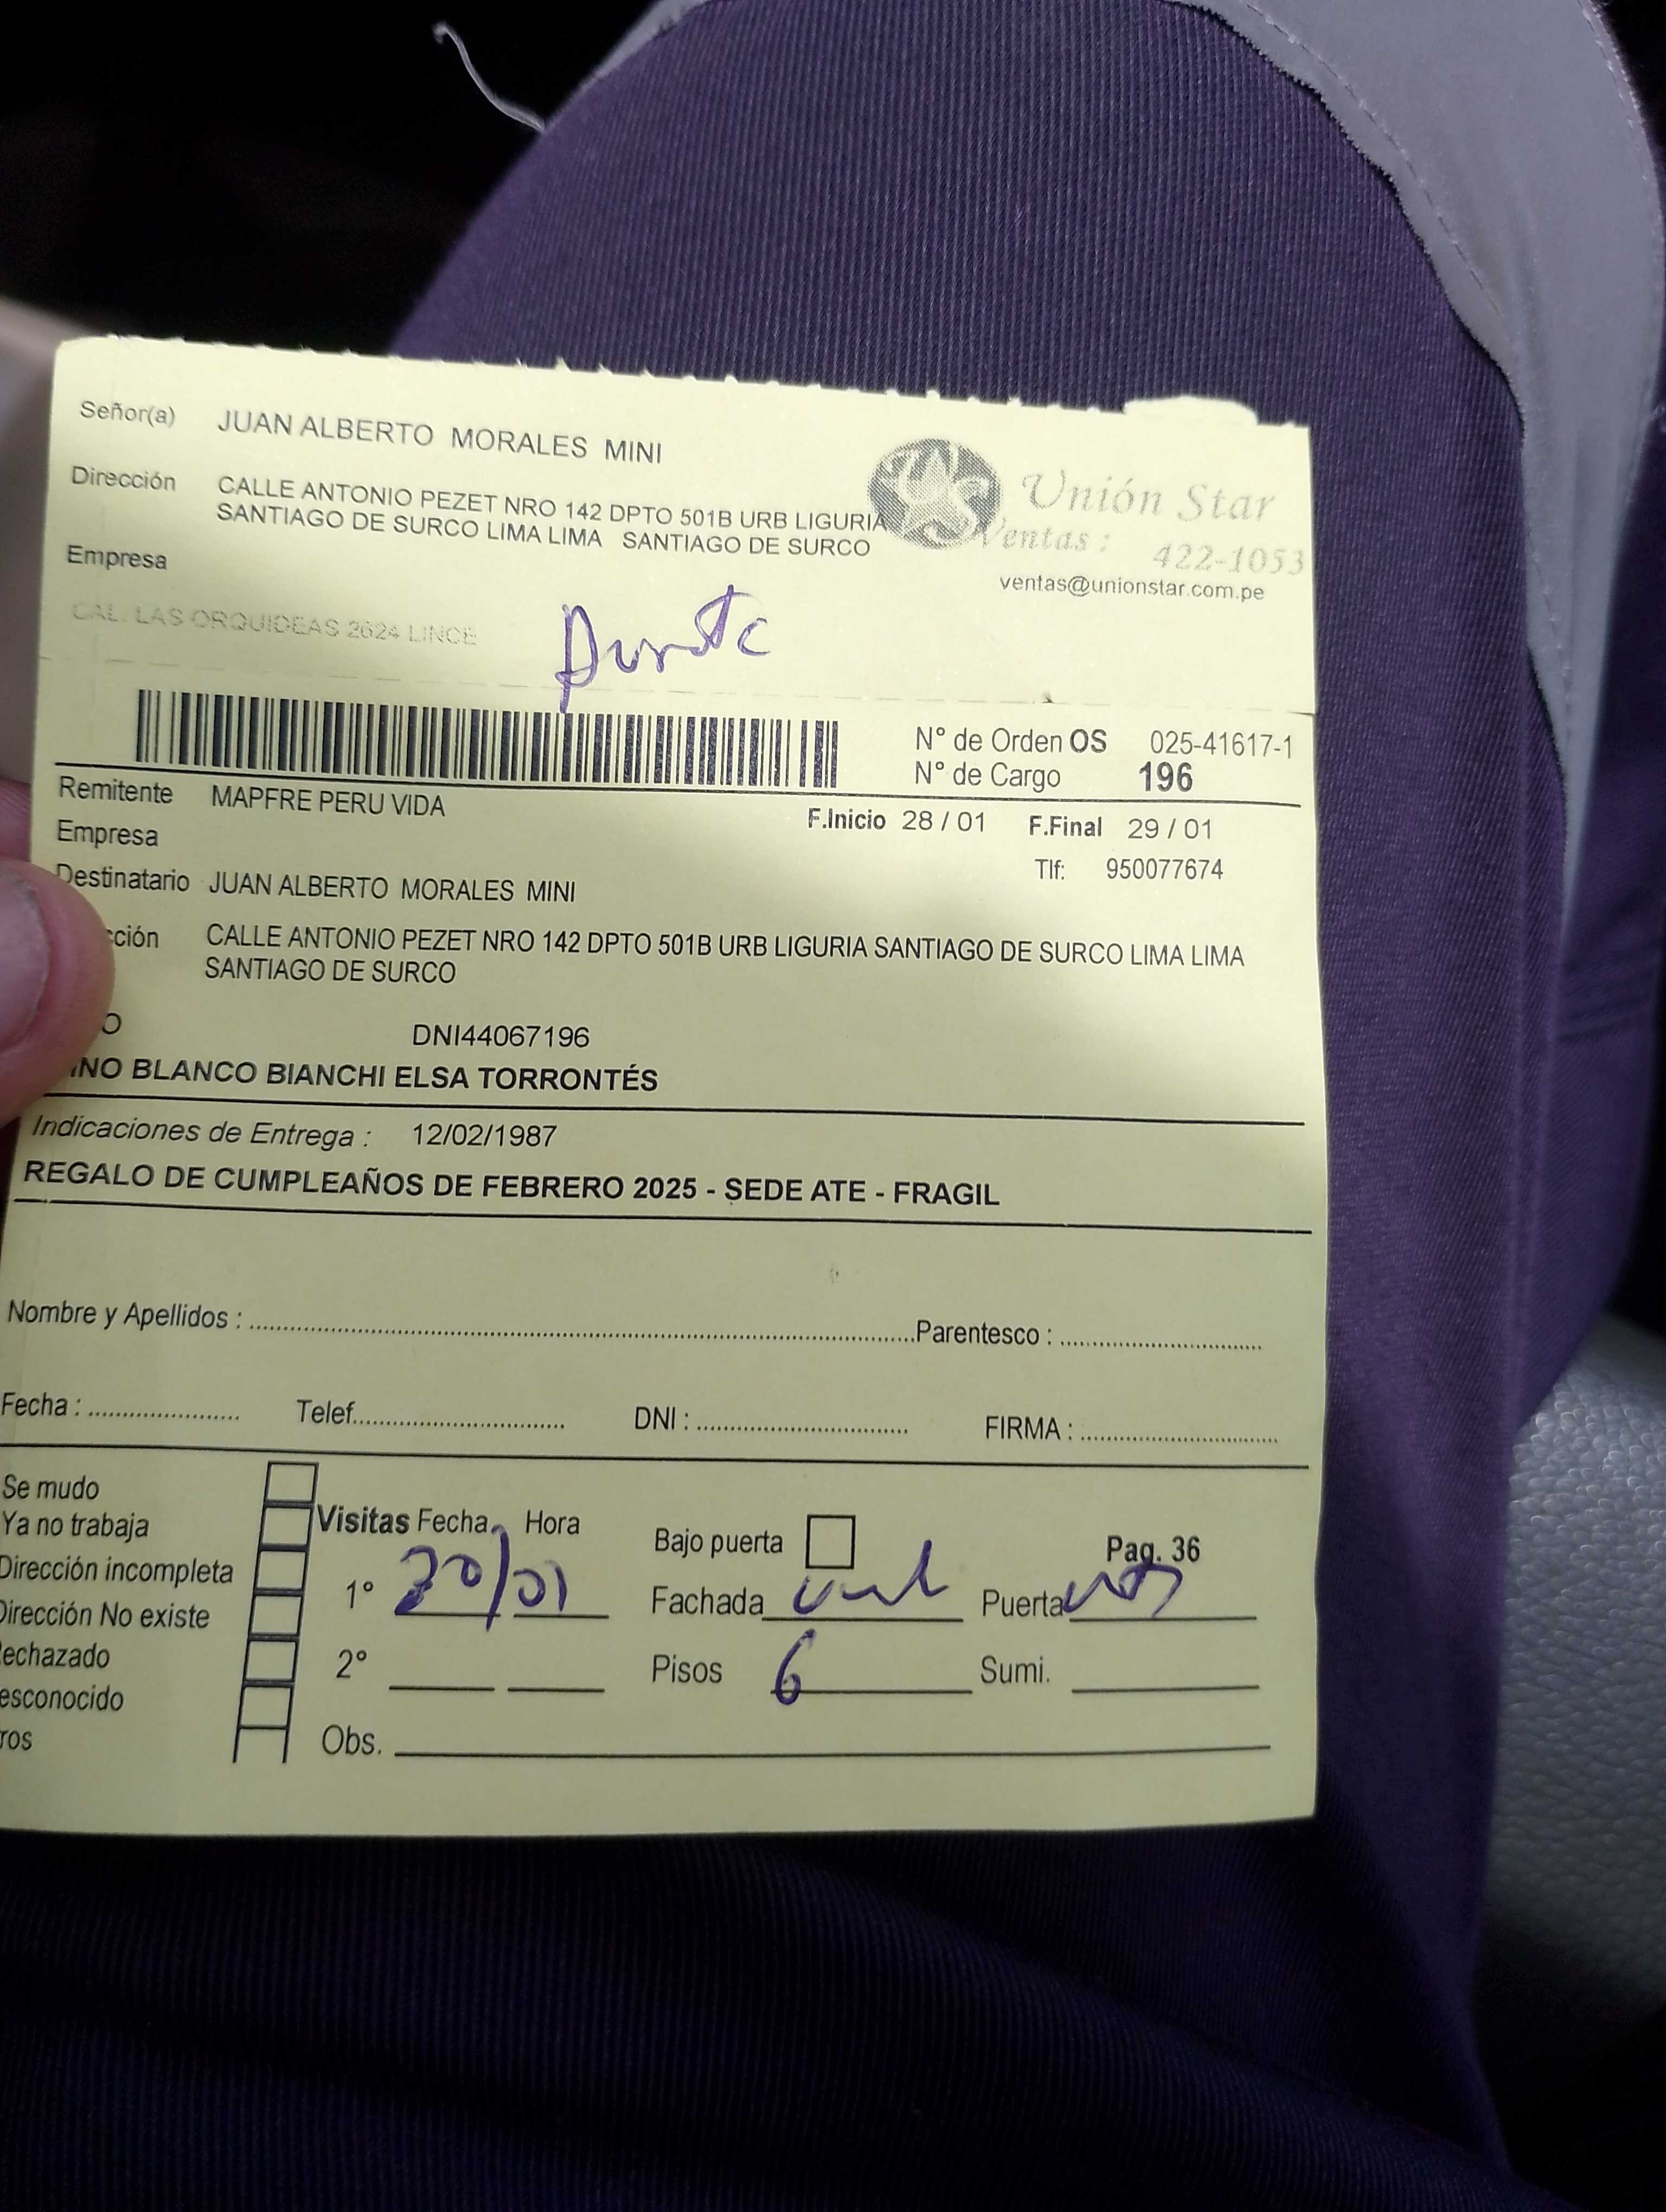 Señor(a) JUAN ALBERTO MORALES MINI
Dirección CALLE ANTONIO PEZET NRO 142 DPTO 501B URB LIGURIA
SANTIAGO DE SURCO LIMA LIMA SANTIAGO DE SURCO
Unión Star
Ventas : 422-1053
ventas@unionstar.com.pe
Empresa
CAL. LAS ORQUIDEAS 2624 LINCE
N° de Orden OS 025-41617-1
N° de Cargo 196
Remitente MAPFRE PERU VIDA
F.Inicio 28 / 01 F.Final 29 / 01
Empresa
Tlf: 950077674
Destinatario JUAN ALBERTO MORALES MINI
cción CALLE ANTONIO PEZET NRO 142 DPTO 501B URB LIGURIA SANTIAGO DE SURCO LIMA LIMA
SANTIAGO DE SURCO
O DNI44067196
INO BLANCO BIANCHI ELSA TORRONTÉS
Indicaciones de Entrega : 12/02/1987
REGALO DE CUMPLEAÑOS DE FEBRERO 2025 - SEDE ATE - FRAGIL
Nombre y Apellidos : Parentesco :
Fecha : Telef. DNI : FIRMA :
Se mudo
Ya no trabaja
Dirección incompleta
Dirección No existe
echazado
esconocido
ros
Visitas Fecha Hora
1° /01
2°
Obs.
Bajo puerta Pag. 36
Fachada Puerta
Pisos 6 Sumi.